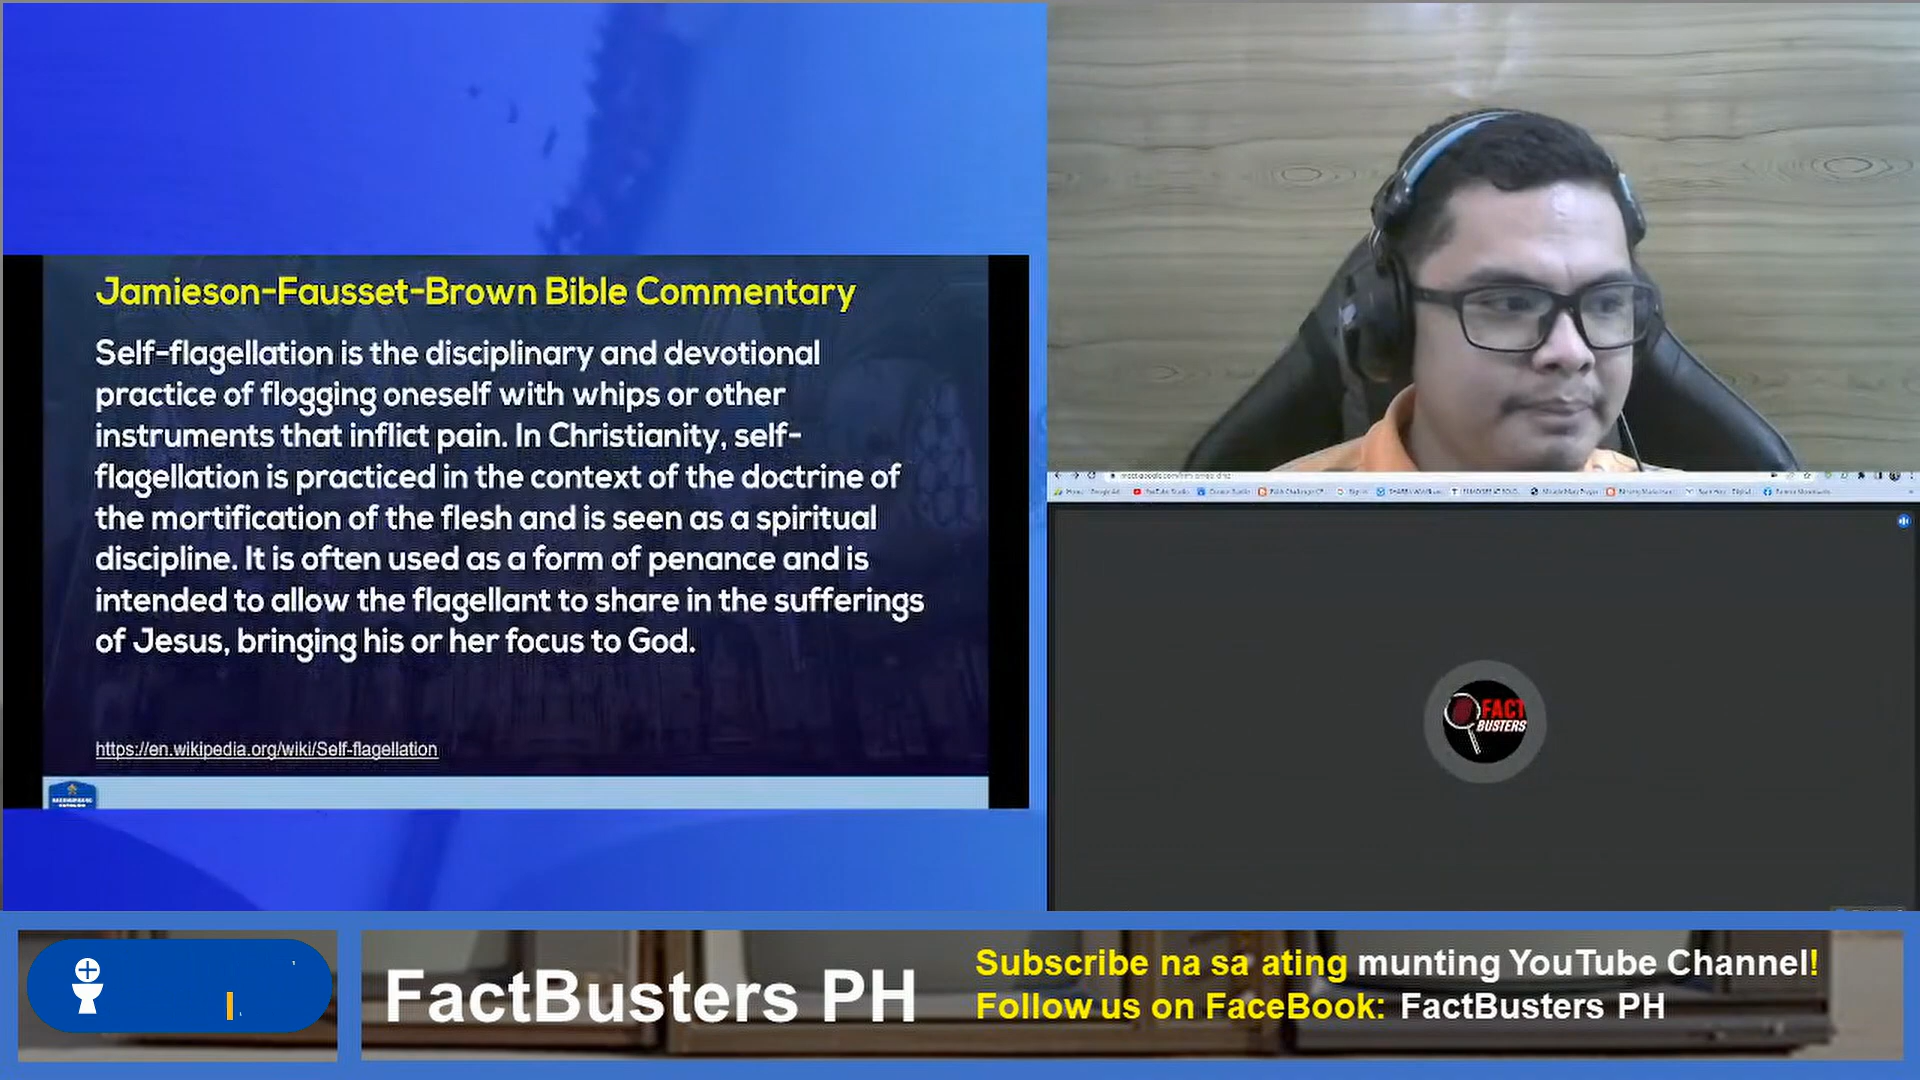 Jamieson-Fausset-Brown Bible Commentary
Self-flagellation is the disciplinary and devotional
practice of flogging oneself with whips or other
instruments that inflict pain. In Christianity, self-
flagellation is practiced in the context of the doctrine of
the mortification of the flesh and is seen as a spiritual
discipline. It is often used as a form of penance and is
intended to allow the flagellant to share in the sufferings
of Jesus, bringing his or her focus to God.
https://en.wikipedia.org/wiki/Self-flagellation
YouTube Studio
FACT
BUSTERS
FactBusters PH
Subscribe na sa ating munting YouTube Channel!
Follow us on FaceBook: FactBusters PH